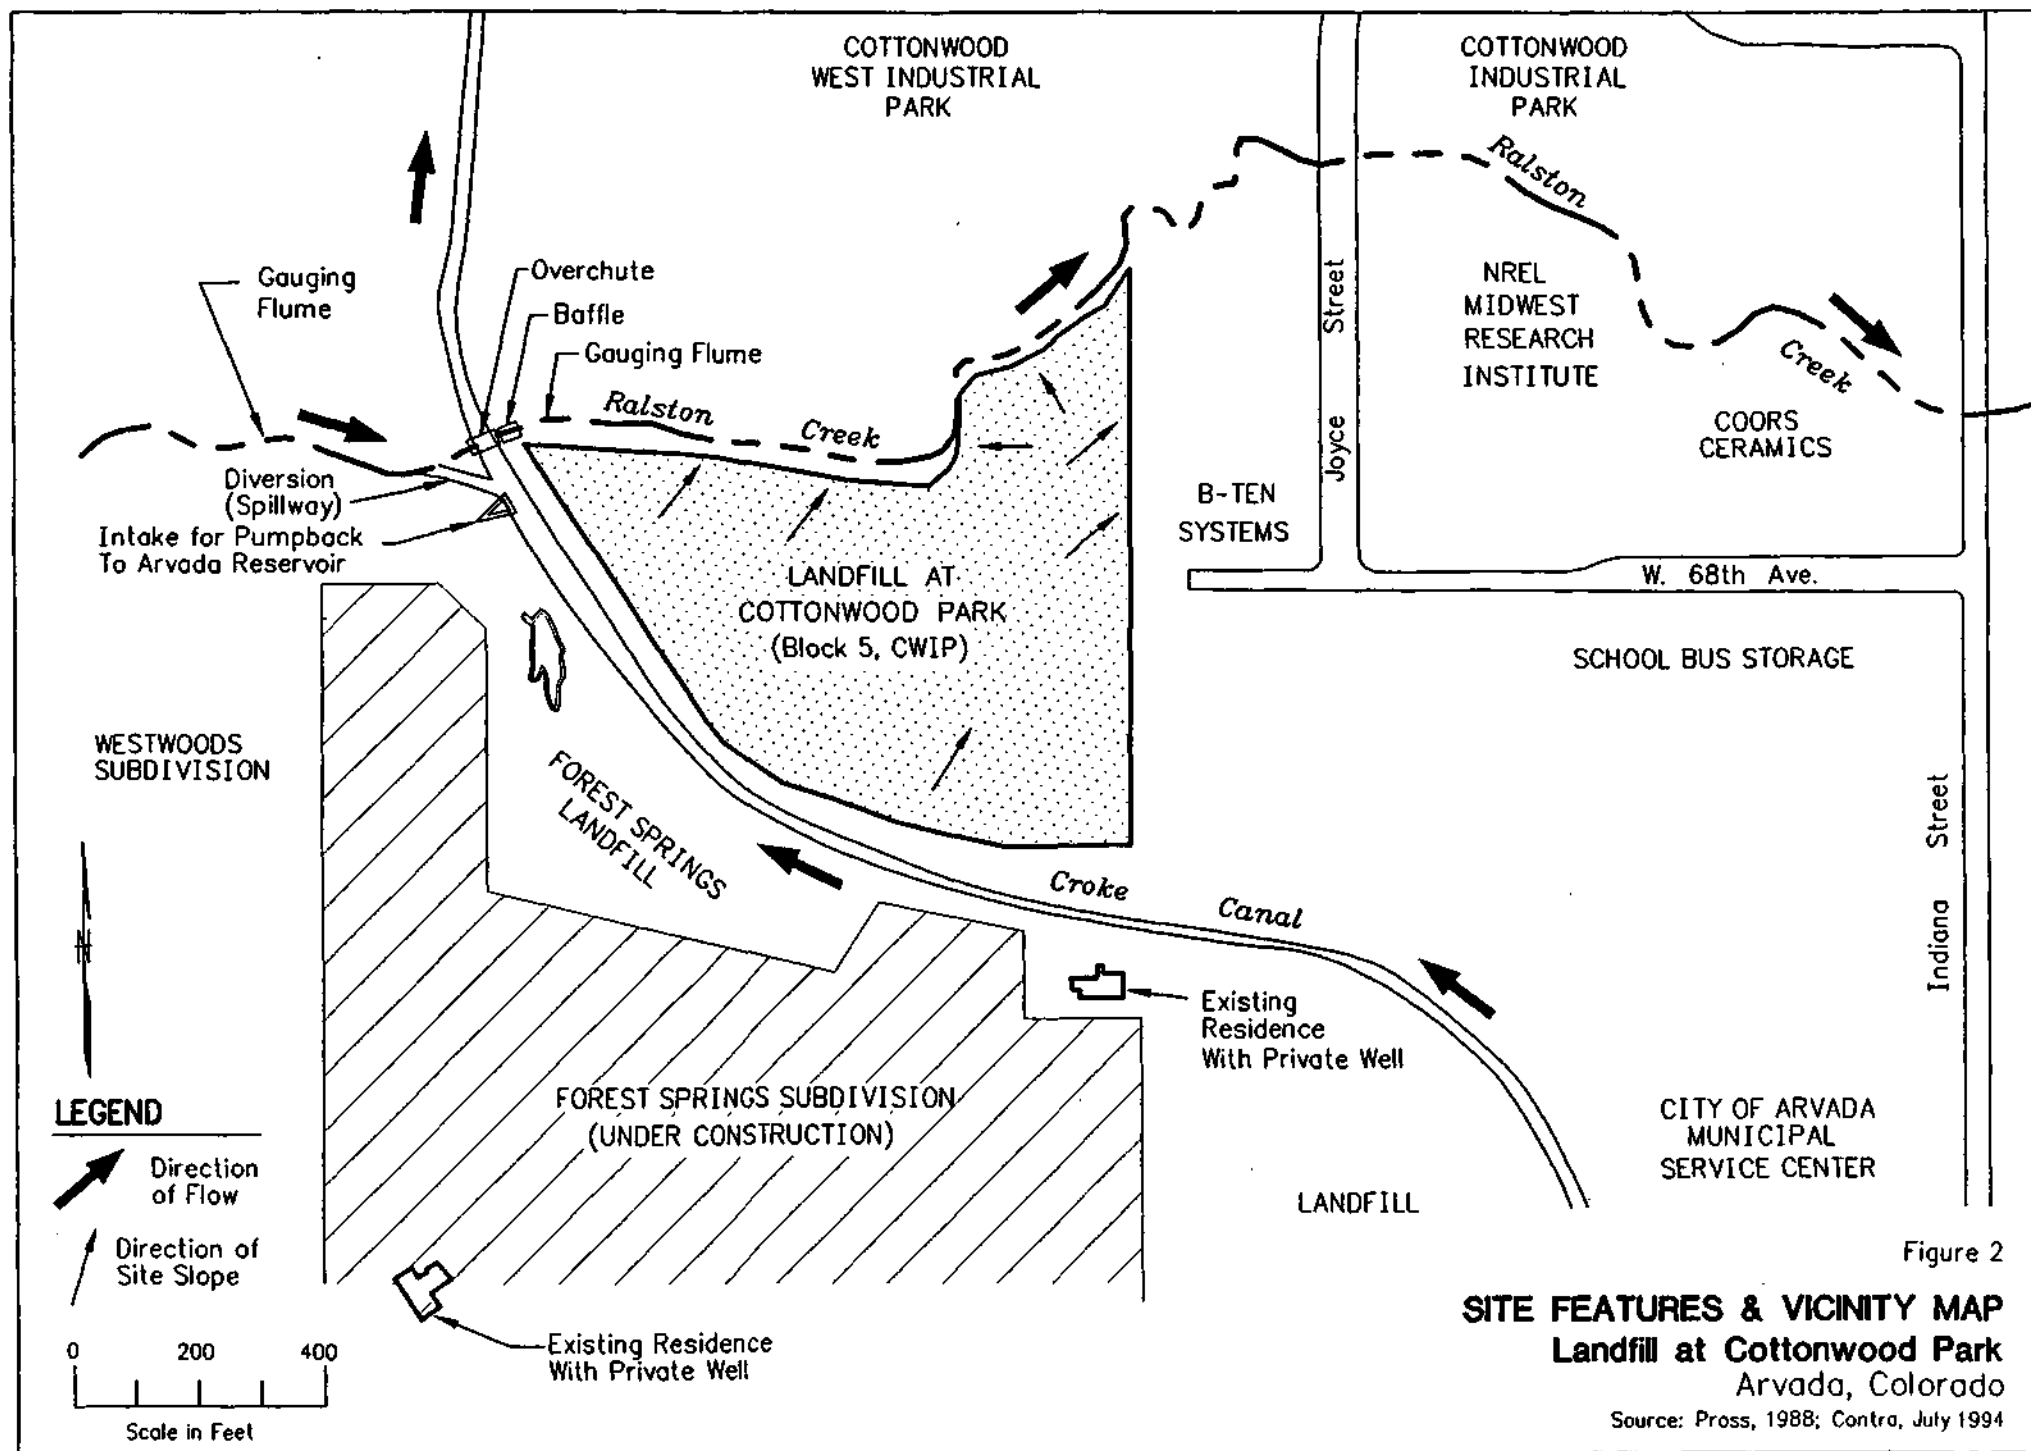 COTTONWOOD
WEST INDUSTRIAL
PARK
COTTONWOOD
INDUSTRIAL
PARK
Ralston
Gauging
Flume
Overchute
Baffle
Gauging Flume
Ralston
Creek
Joyce Street
NREL
MIDWEST
RESEARCH
INSTITUTE
Creek
COORS
CERAMICS
Diversion
(Spillway)
Intake for Pumpback
To Arvada Reservoir
B-TEN
SYSTEMS
LANDFILL AT
COTTONWOOD PARK
(Block 5, CWIP)
W. 68th Ave.
SCHOOL BUS STORAGE
WESTWOODS
SUBDIVISION
FOREST SPRINGS
LANDFILL
Indiana Street
Croke Canal
N
Existing
Residence
With Private Well
FOREST SPRINGS SUBDIVISION
(UNDER CONSTRUCTION)
CITY OF ARVADA
MUNICIPAL
SERVICE CENTER
LANDFILL
LEGEND
Direction
of Flow
Direction of
Site Slope
0 200 400
Scale in Feet
Existing Residence
With Private Well
Figure 2
SITE FEATURES & VICINITY MAP
Landfill at Cottonwood Park
Arvada, Colorado
Source: Pross, 1988; Contra, July 1994